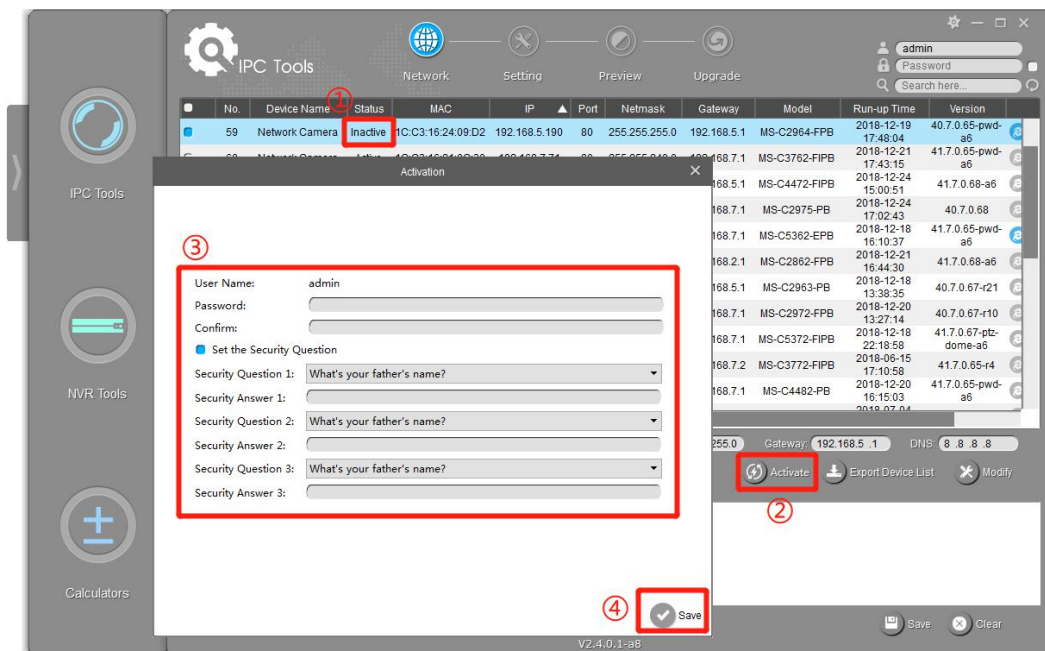 IPC Tools
Network
Setting
Preview
Upgrade
admin
Password
Search here...
①
No. Device Name Status MAC IP Port Netmask Gateway Model Run-up Time Version
59 Network Camera Inactive 1C:C3:16:24:09:D2 192.168.5.190 80 255.255.255.0 192.168.5.1 MS-C2964-FPB 2018-12-19 17:48:04 40.7.0.65-pwd-a6
168.7.1 MS-C3762-FIPB 2018-12-21 17:43:15 41.7.0.65-pwd-a6
168.5.1 MS-C4472-FIPB 2018-12-24 15:00:51 41.7.0.68-a6
168.7.1 MS-C2975-PB 2018-12-24 17:02:43 40.7.0.68
168.7.1 MS-C5362-EPB 2018-12-18 16:10:37 41.7.0.65-pwd-a6
168.2.1 MS-C2862-FPB 2018-12-21 16:44:30 41.7.0.68-a6
168.5.1 MS-C2963-PB 2018-12-18 13:38:35 40.7.0.67-r21
168.7.1 MS-C2972-FPB 2018-12-20 13:27:14 40.7.0.67-r10
168.7.1 MS-C5372-FIPB 2018-12-18 22:18:58 41.7.0.67-ptz-dome-a6
168.7.2 MS-C3772-FIPB 2018-06-15 17:10:58 41.7.0.65-r4
168.7.1 MS-C4482-PB 2018-12-20 16:15:03 41.7.0.65-pwd-a6
Activation
③
User Name: admin
Password:
Confirm:
Set the Security Question
Security Question 1: What's your father's name?
Security Answer 1:
Security Question 2: What's your father's name?
Security Answer 2:
Security Question 3: What's your father's name?
Security Answer 3:
④
Save
255.0 Gateway: 192.168.5 .1 DNS: 8 .8 .8 .8
Activate
Export Device List
Modify
②
Save
Clear
V2.4.0.1-a8
IPC Tools
NVR Tools
Calculators